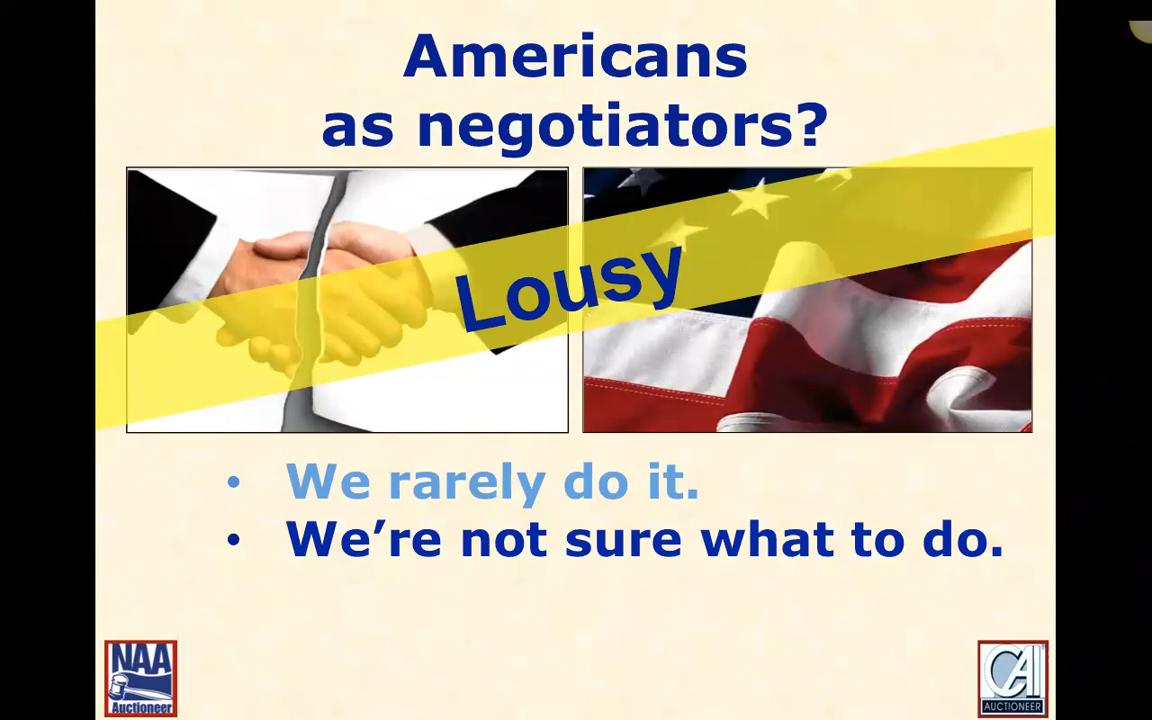 Americans
as negotiators?
Lousy
• We rarely do it.
• We’re not sure what to do.
NAA
Auctioneer
CAI
AUCTIONEER